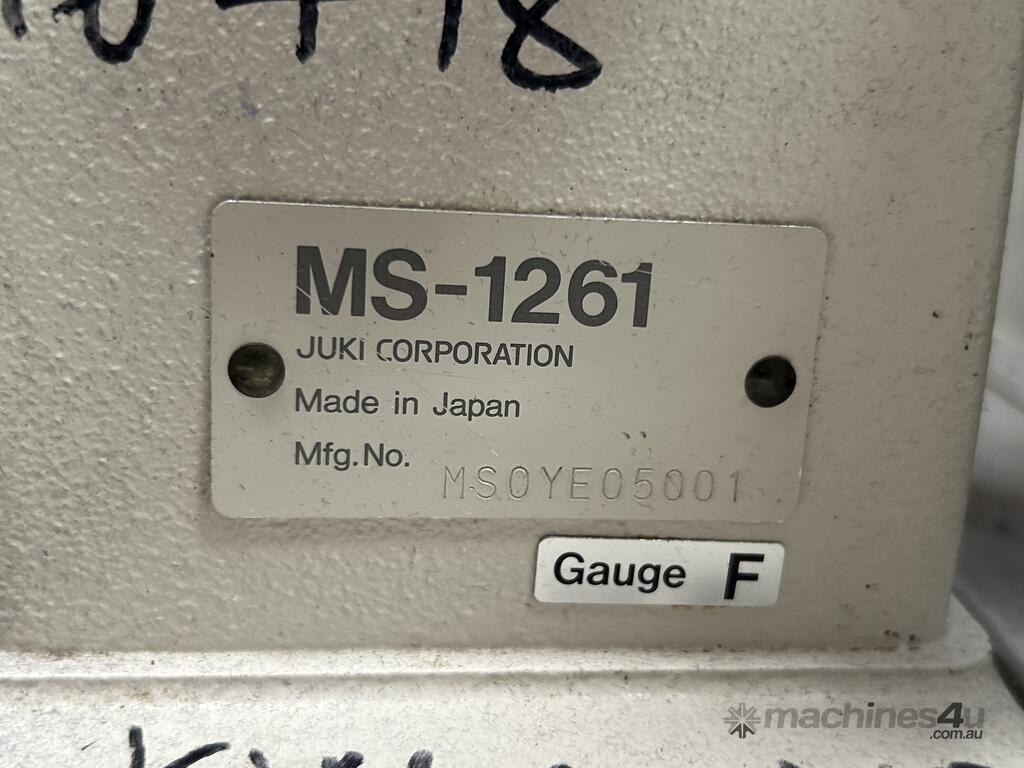 MS-1261
JUKI CORPORATION
Made in Japan
Mfg.No. MS0YE05001
Gauge F
machines4u
.com.au